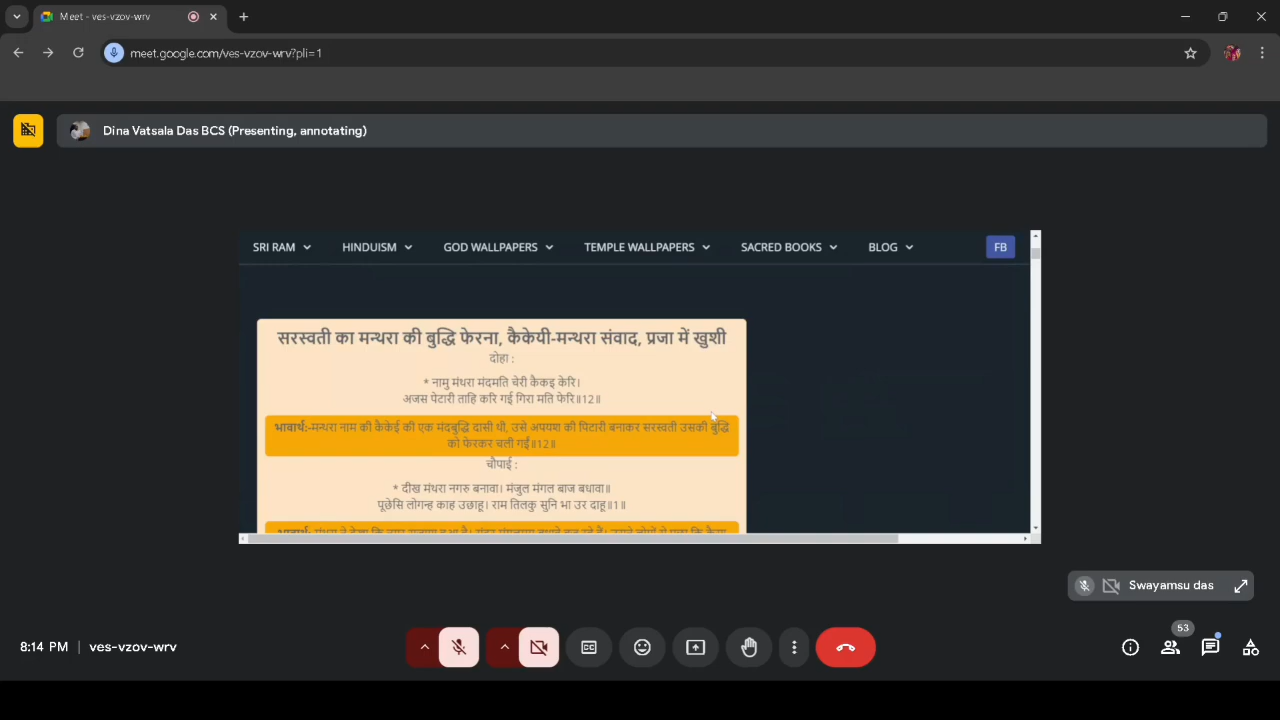 Meet - ves-vzov-wrv
meet.google.com/ves-vzov-wrv?pli=1
Dina Vatsala Das BCS (Presenting, annotating)
SRI RAM HINDUISM GOD WALLPAPERS TEMPLE WALLPAPERS SACRED BOOKS BLOG FB
सरस्वती का मन्थरा की बुद्धि फेरना, कैकेयी-मन्थरा संवाद, प्रजा में खुशी
दोहा :
* नामु मंथरा मंदमति चेरी कैकइ केरि।
अजस पेटारी ताहि करि गई गिरा मति फेरि॥12॥
भावार्थ:-मन्थरा नाम की कैकेई की एक मंदबुद्धि दासी थी, उसे अपयश की पिटारी बनाकर सरस्वती उसकी बुद्धि
को फेरकर चली गईं॥12॥
चौपाई :
* दीख मंथरा नगरु बनावा। मंजुल मंगल बाज बधावा॥
पूछेसि लोगन्ह काह उछाहू। राम तिलकु सुनि भा उर दाहू॥1॥
Swayamsu das
53
8:14 PM ves-vzov-wrv